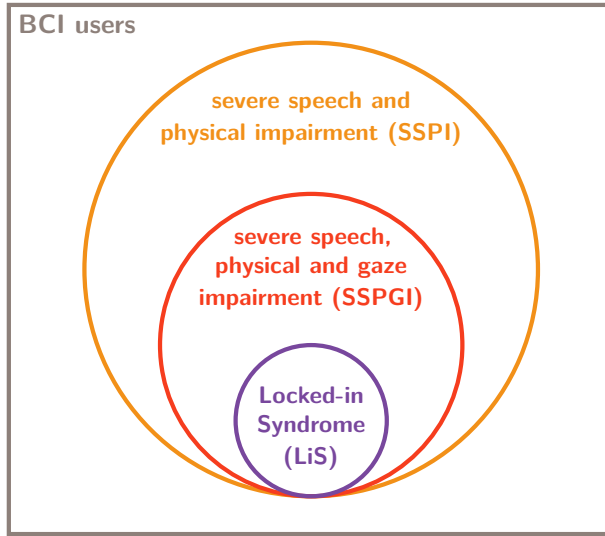 BCI users
severe speech and
physical impairment (SSPI)
severe speech,
physical and gaze
impairment (SSPGI)
Locked-in
Syndrome
(LiS)